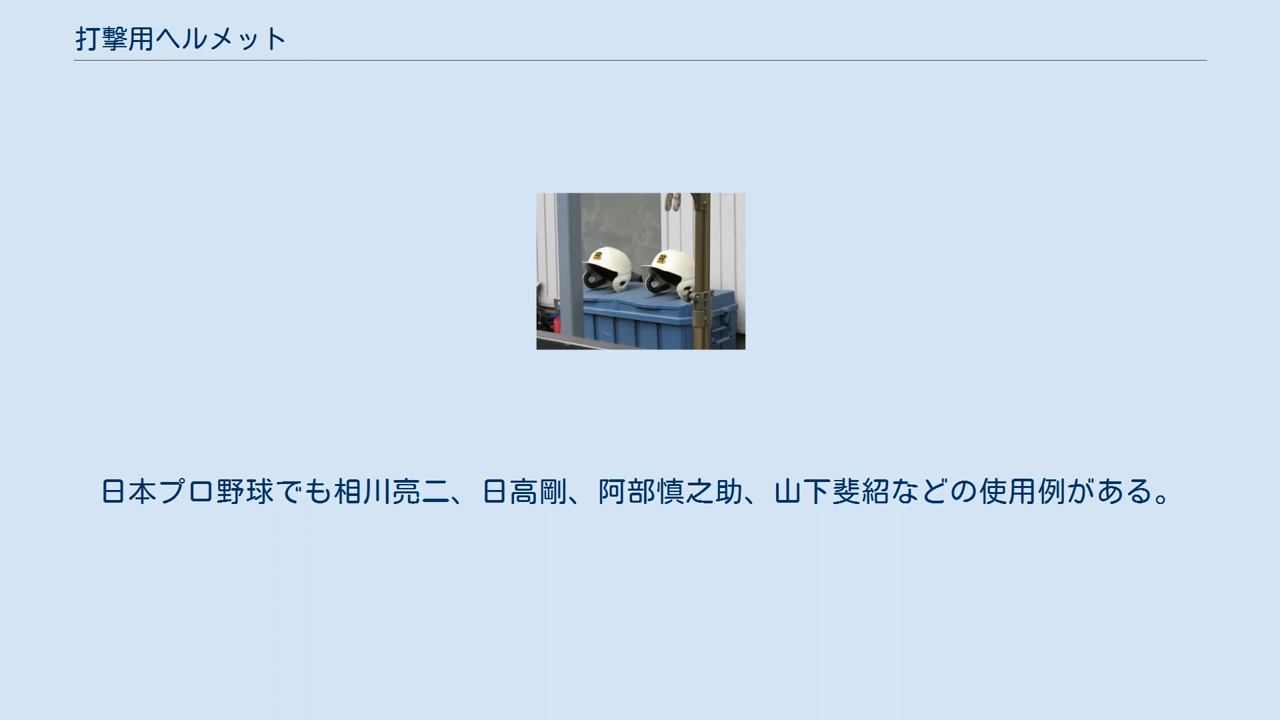 打撃用ヘルメット
日本プロ野球でも相川亮二、日高剛、阿部慎之助、山下斐紹などの使用例がある。